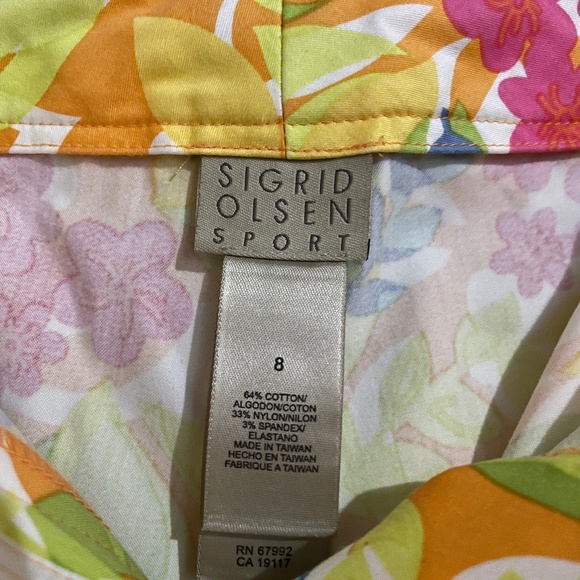 SIGRID
OLSEN
SPORT
8
64% COTTON/
ALGODON/COTON
33% NYLON/NILON
3% SPANDEX/
ELASTANO
MADE IN TAIWAN
HECHO EN TAIWAN
FABRIQUE A TAIWAN
RN 67992
CA 19117